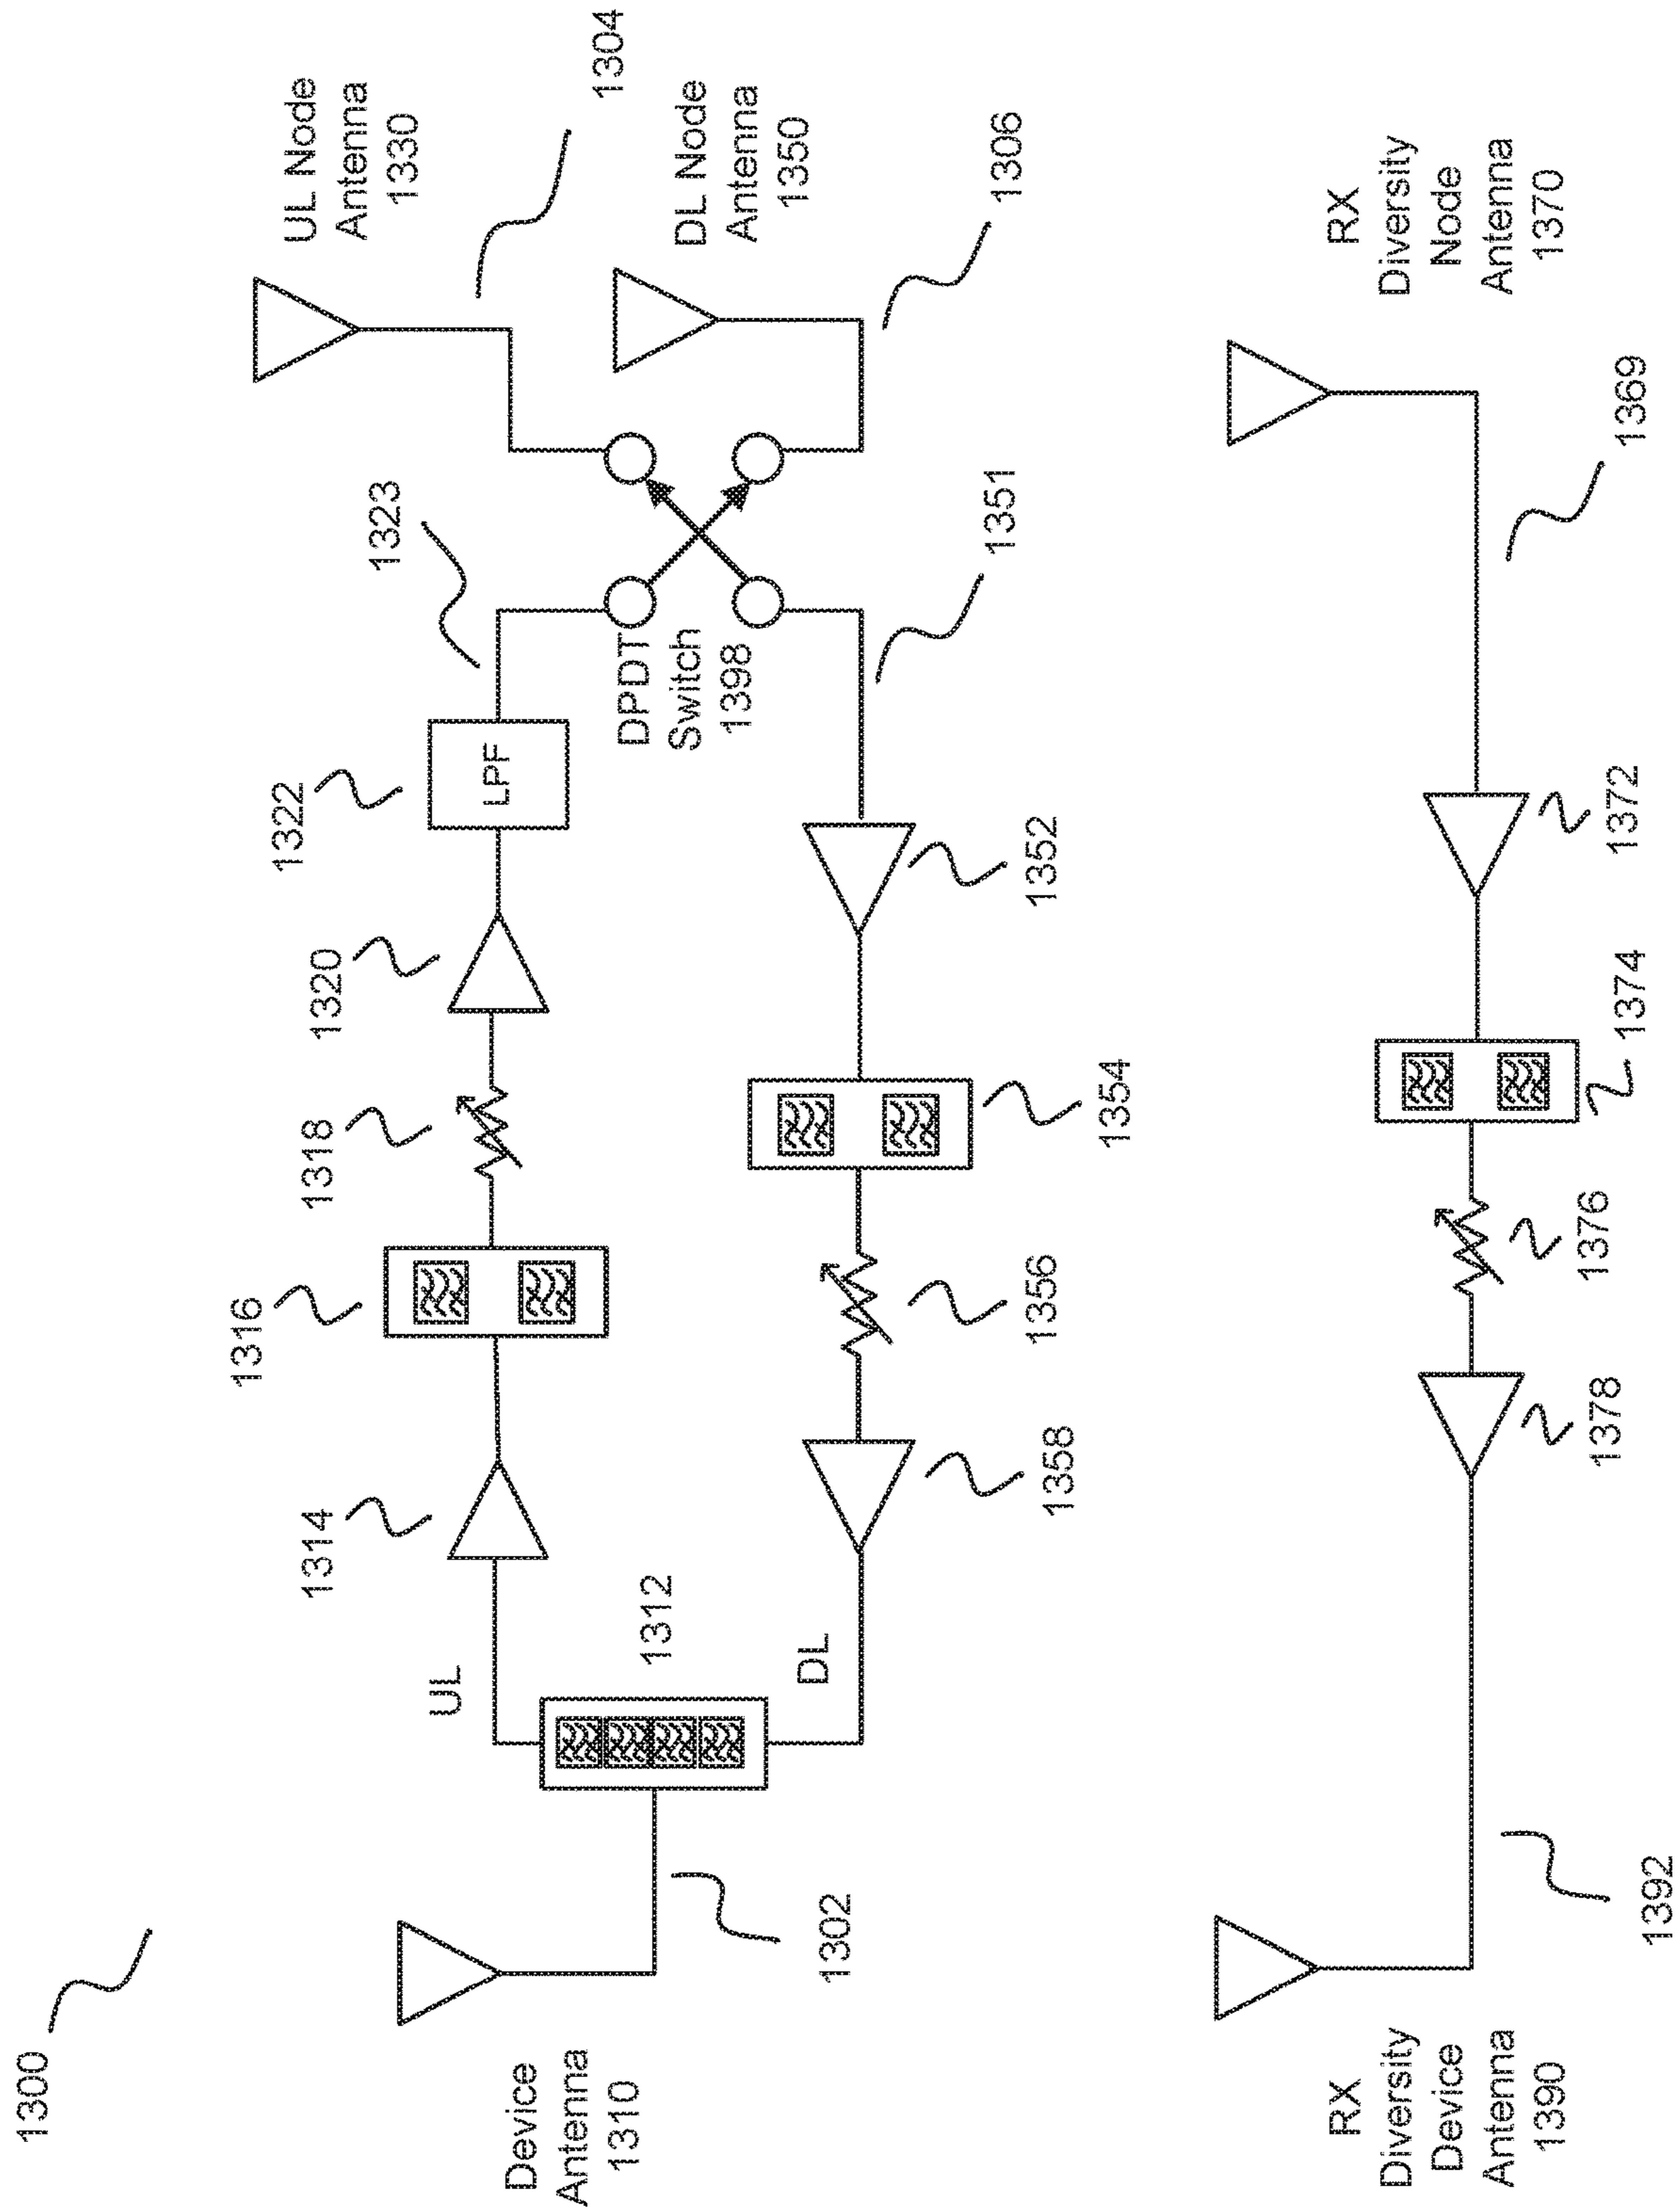 1300
UL Node
Antenna
1330
1304
DL Node
Antenna
1350
1306
1323
1322
1320
1318
1316
1314
UL
LPF
DPDT
Switch
1398
1351
1352
1354
1356
1358
DL
1312
1302
Device
Antenna
1310
RX
Diversity
Node
Antenna
1370
1369
1372
1374
1376
1378
1392
RX
Diversity
Device
Antenna
1390